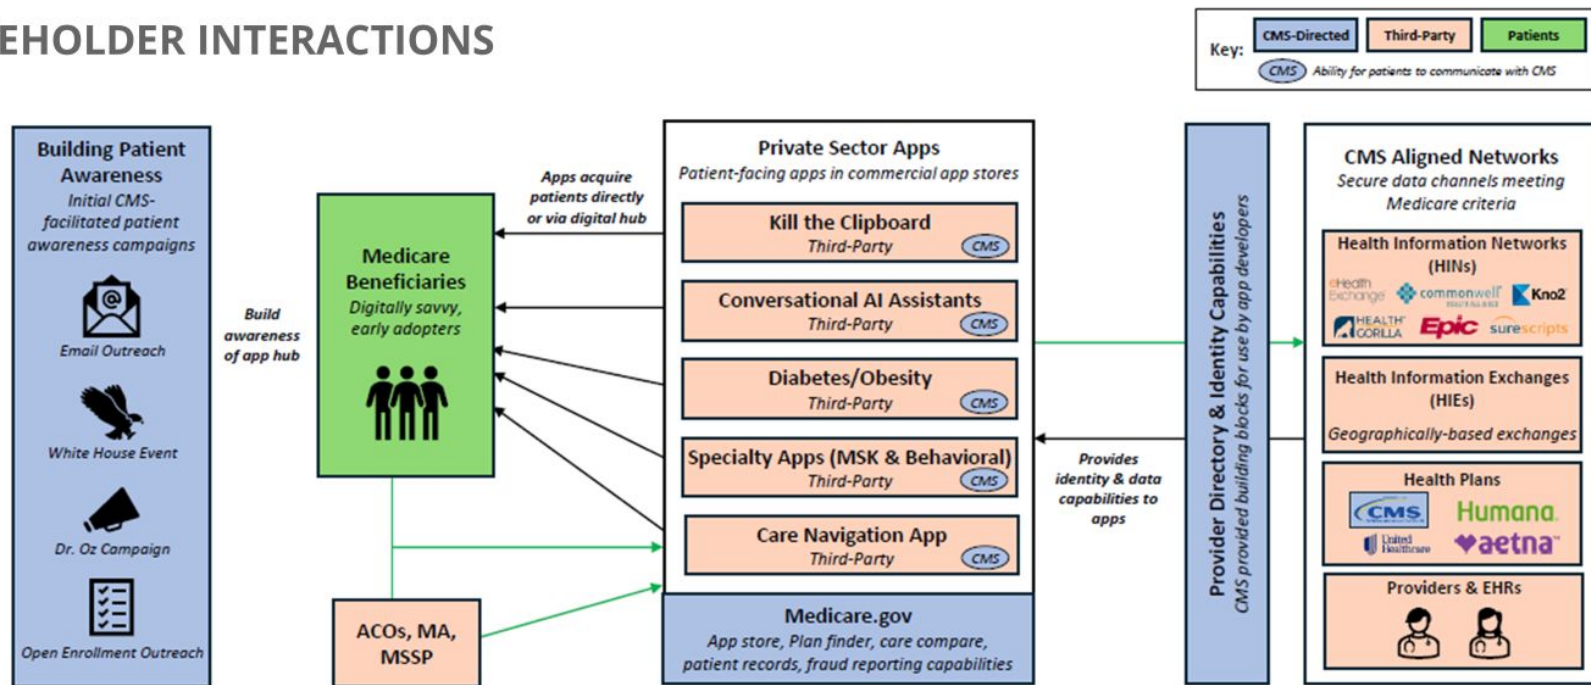 EHOLDER INTERACTIONS
Key:
CMS-Directed
Third-Party
Patients
CMS
Ability for patients to communicate with CMS
Building Patient
Awareness
Initial CMS-
facilitated patient
awareness campaigns
@
Email Outreach
White House Event
Dr. Oz Campaign
Open Enrollment Outreach
Build
awareness
of app hub
Medicare
Beneficiaries
Digitally savvy,
early adopters
ACOs, MA,
MSSP
Apps acquire
patients directly
or via digital hub
Private Sector Apps
Patient-facing apps in commercial app stores
Kill the Clipboard
Third-Party
CMS
Conversational AI Assistants
Third-Party
CMS
Diabetes/Obesity
Third-Party
CMS
Specialty Apps (MSK & Behavioral)
Third-Party
CMS
Care Navigation App
Third-Party
CMS
Medicare.gov
App store, Plan finder, care compare,
patient records, fraud reporting capabilities
Provides
identity & data
capabilities to
apps
Provider Directory & Identity Capabilities
CMS provided building blocks for use by app developers
CMS Aligned Networks
Secure data channels meeting
Medicare criteria
Health Information Networks
(HINs)
eHealth
Exchange
commonwell
Kno2
HEALTH
GORILLA
Epic
surescripts
Health Information Exchanges
(HIEs)
Geographically-based exchanges
Health Plans
CMS
Humana
United
Healthcare
aetna
Providers & EHRs